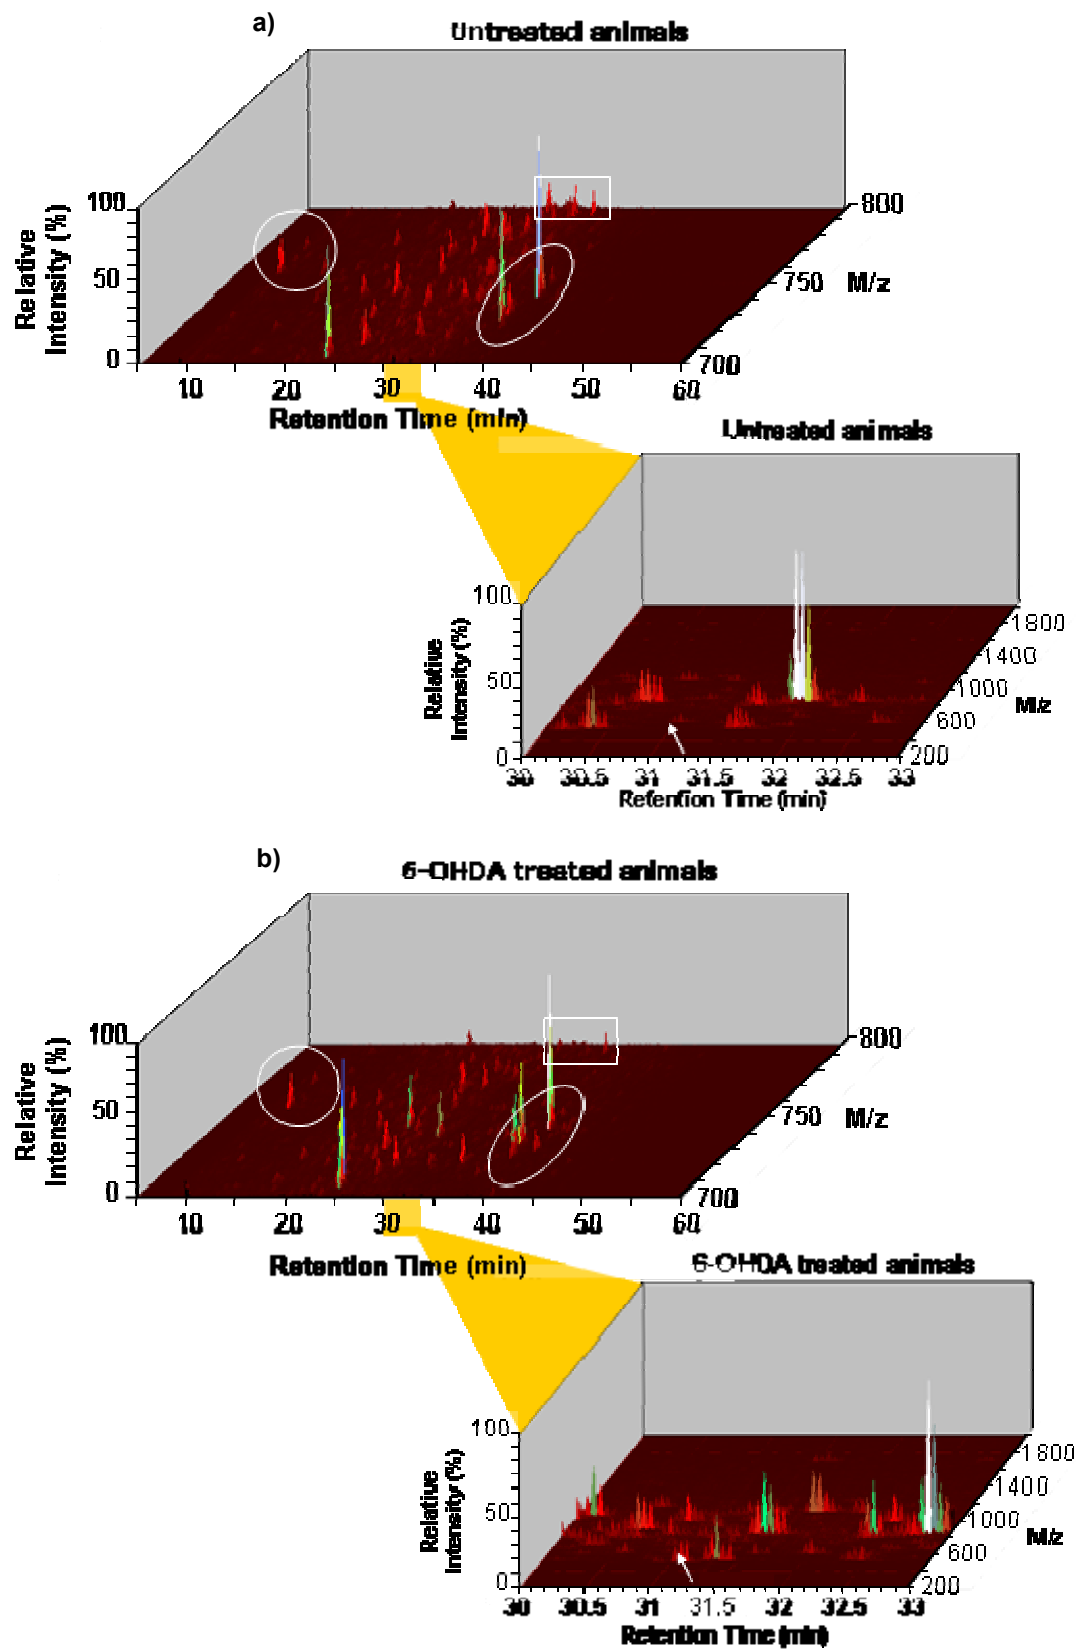 a)
Untreated animals
100
50
0
Relative
Intensity (%)
800
750
700
M/z
10 20 30 40 50 60
Retention Time (min)
Untreated animals
100
50
0
Relative
Intensity (%)
1800
1400
1000
600
200
M/z
30 30.5 31 31.5 32 32.5 33
Retention Time (min)
b)
6-OHDA treated animals
100
50
0
Relative
Intensity (%)
800
750
700
M/z
10 20 30 40 50 60
Retention Time (min)
6-OHDA treated animals
100
50
0
Relative
Intensity (%)
1800
1400
1000
600
200
M/z
30 30.5 31 31.5 32 32.5 33
Retention Time (min)